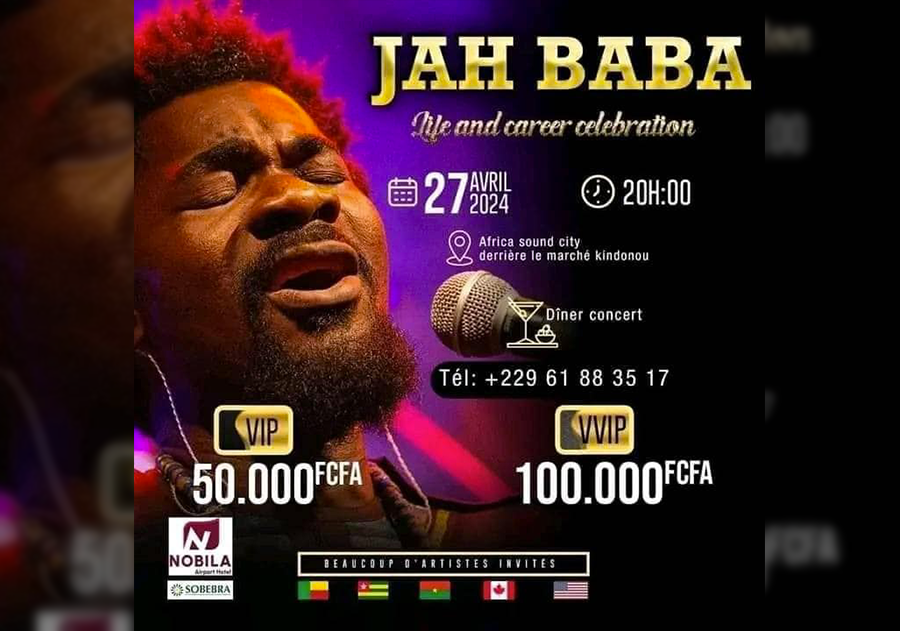 JAH BABA
Life and career celebration
27 AVRIL 2024
20H:00
Africa sound city
derrière le marché kindonou
Dîner concert
Tél: +229 61 88 35 17
VIP
50.000FCFA
VVIP
100.000FCFA
N
NOBILA
Airport Hotel
SOBEBRA
BEAUCOUP D'ARTISTES INVITÉS